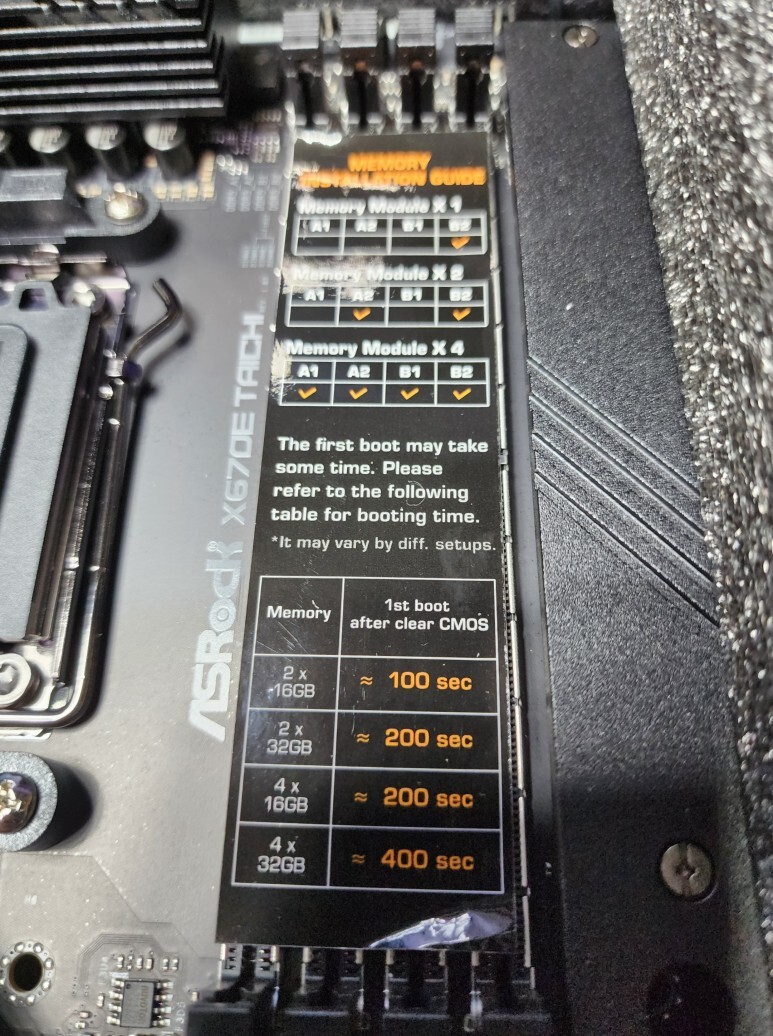 MEMORY
INSTALLATION GUIDE
Memory Module X 1
A1 A2 B1 B2
Memory Module X 2
A1 A2 B1 B2
Memory Module X 4
A1 A2 B1 B2
The first boot may take
some time. Please
refer to the following
table for booting time.
*It may vary by diff. setups.
Memory
1st boot
after clear CMOS
2 x
16GB
≈ 100 sec
2 x
32GB
≈ 200 sec
4 x
16GB
≈ 200 sec
4 x
32GB
≈ 400 sec
ASRock X670E TAICHI